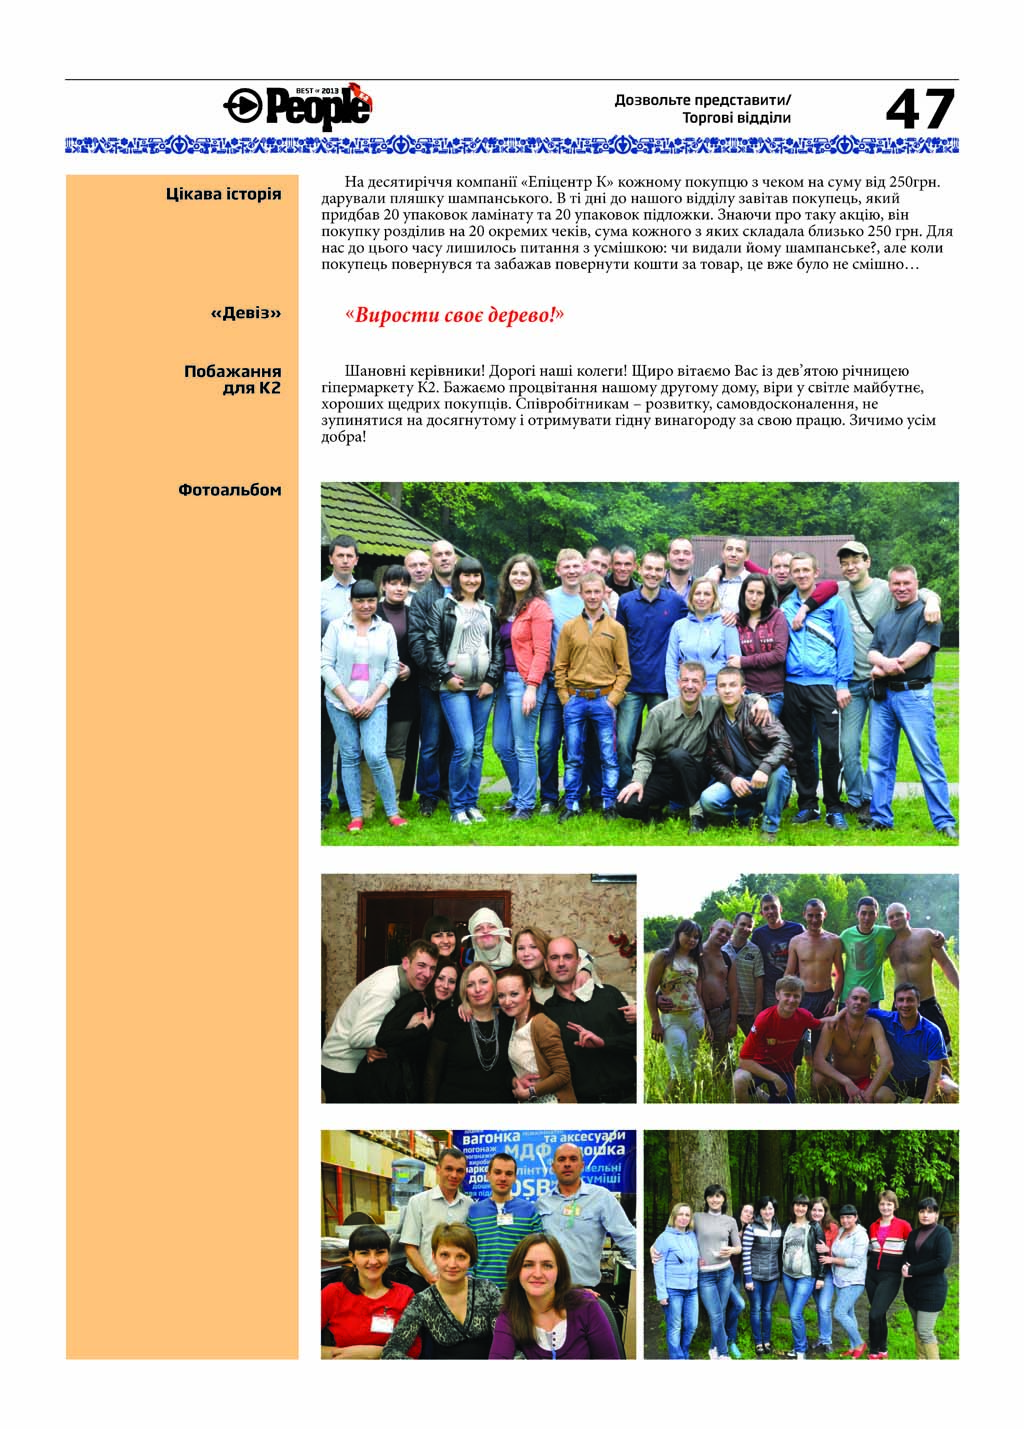 BEST of 2013
People
Дозвольте представити/
Торгові відділи
47
Цікава історія
На десятиріччя компанії «Епіцентр К» кожному покупцю з чеком на суму від 250грн.
дарували пляшку шампанського. В ті дні до нашого відділу завітав покупець, який
придбав 20 упаковок ламінату та 20 упаковок підложки. Знаючи про таку акцію, він
покупку розділив на 20 окремих чеків, сума кожного з яких складала близько 250 грн. Для
нас до цього часу лишилось питання з усмішкою: чи видали йому шампанське?, але коли
покупець повернувся та забажав повернути кошти за товар, це вже було не смішно…
«Девіз»
«Вирости своє дерево!»
Побажання
для К2
Шановні керівники! Дорогі наші колеги! Щиро вітаємо Вас із дев’ятою річницею
гіпермаркету К2. Бажаємо процвітання нашому другому дому, віри у світле майбутнє,
хороших щедрих покупців. Співробітникам – розвитку, самовдосконалення, не
зупинятися на досягнутому і отримувати гідну винагороду за свою працю. Зичимо усім
добра!
Фотоальбом
вагонка
та аксесуари
погонаж
МДФ
дошка
OSB
суміші